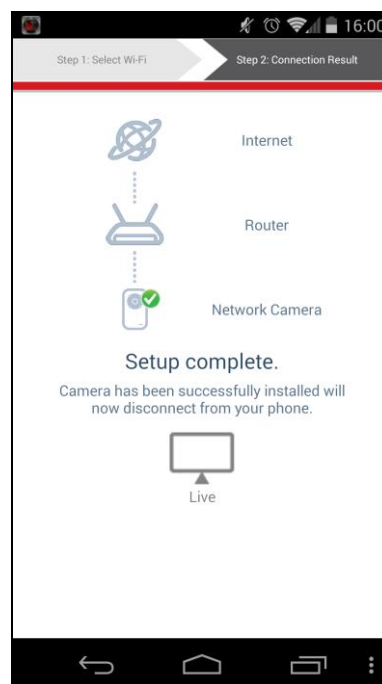 16:00
Step 1: Select Wi-Fi
Step 2: Connection Result
Internet
Router
Network Camera
Setup complete.
Camera has been successfully installed will
now disconnect from your phone.
Live